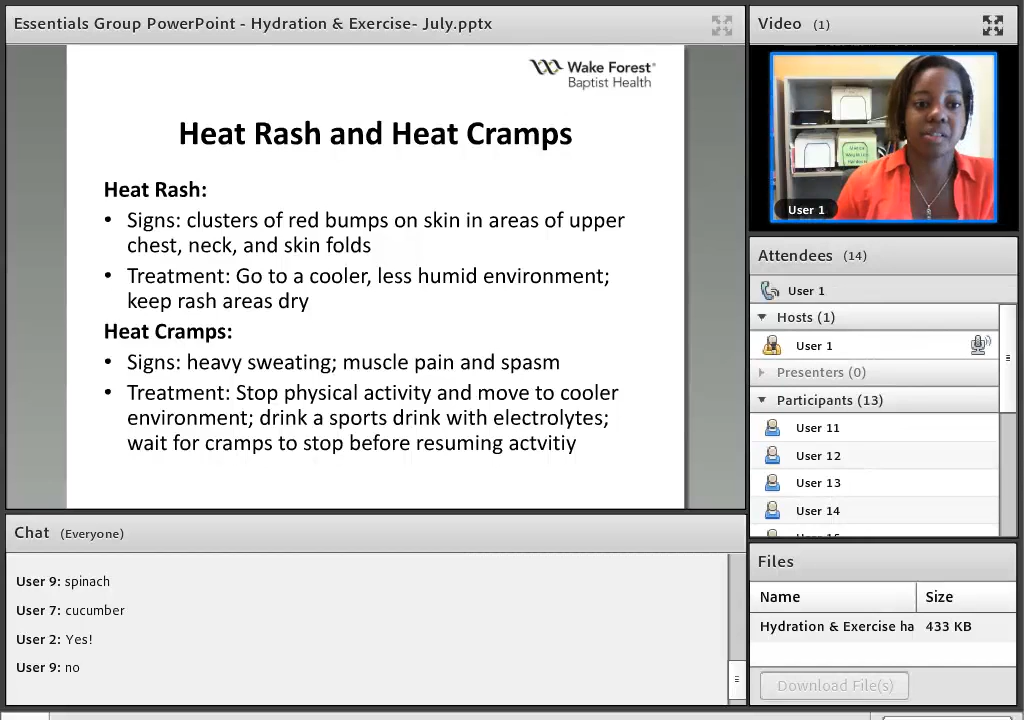 Essentials Group PowerPoint - Hydration & Exercise- July.pptx
Wake Forest®
Baptist Health
Heat Rash and Heat Cramps
Heat Rash:
• Signs: clusters of red bumps on skin in areas of upper
chest, neck, and skin folds
• Treatment: Go to a cooler, less humid environment;
keep rash areas dry
Heat Cramps:
• Signs: heavy sweating; muscle pain and spasm
• Treatment: Stop physical activity and move to cooler
environment; drink a sports drink with electrolytes;
wait for cramps to stop before resuming actvitiy
Chat (Everyone)
User 9: spinach
User 7: cucumber
User 2: Yes!
User 9: no
Video (1)
User 1
Attendees (14)
User 1
Hosts (1)
User 1
Presenters (0)
Participants (13)
User 11
User 12
User 13
User 14
Files
Name Size
Hydration & Exercise ha 433 KB
Download File(s)